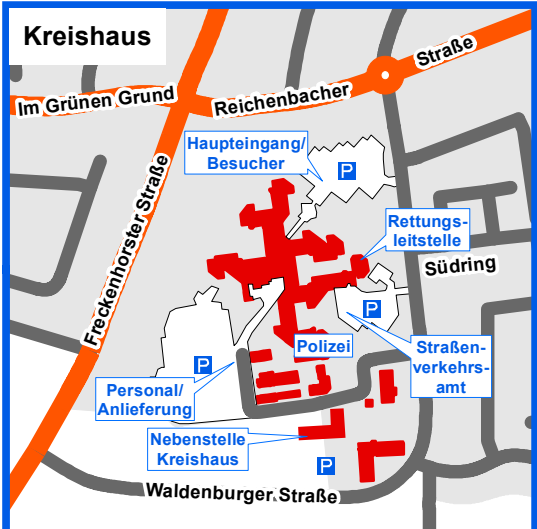 Kreishaus
Straße
Im Grünen Grund
Reichenbacher
Haupteingang/
Besucher
P
Freckenhorster Straße
Rettungs-
leitstelle
Südring
P
Polizei
Straßen-
verkehrs-
amt
P
Personal/
Anlieferung
Nebenstelle
Kreishaus
P
Waldenburger Straße